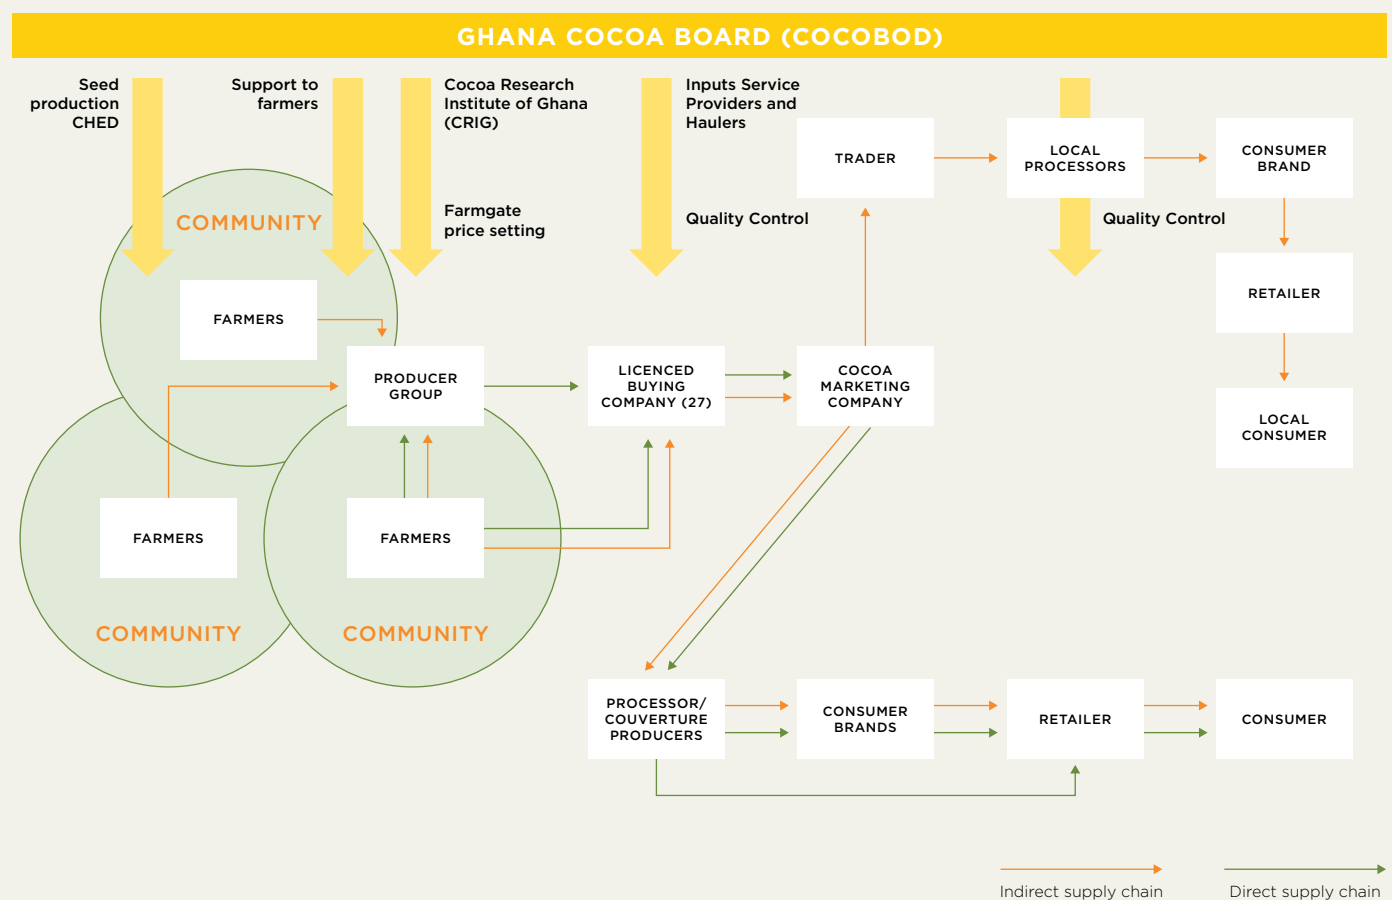 GHANA COCOA BOARD (COCOBOD)
Seed
production
CHED
Support to
farmers
Cocoa Research
Institute of Ghana
(CRIG)
Farmgate
price setting
Inputs Service
Providers and
Haulers
Quality Control
TRADER
LOCAL
PROCESSORS
Quality Control
CONSUMER
BRAND
RETAILER
LOCAL
CONSUMER
COMMUNITY
FARMERS
PRODUCER
GROUP
LICENCED
BUYING
COMPANY (27)
COCOA
MARKETING
COMPANY
FARMERS
COMMUNITY
FARMERS
COMMUNITY
PROCESSOR/
COUVERTURE
PRODUCERS
CONSUMER
BRANDS
RETAILER
CONSUMER
Indirect supply chain
Direct supply chain